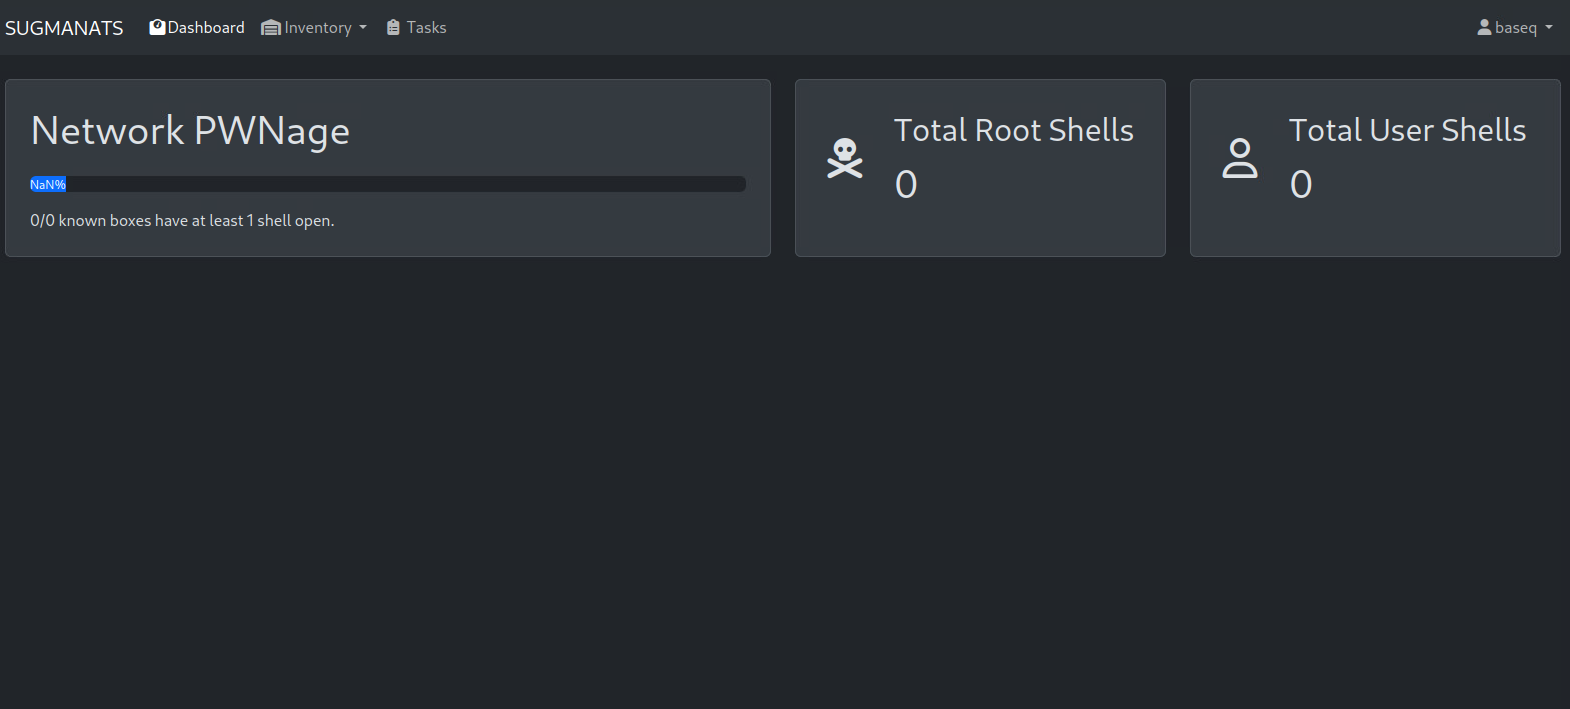 SUGMANATS Dashboard Inventory Tasks baseq
Network PWNage
NaN%
0/0 known boxes have at least 1 shell open.
Total Root Shells
0
Total User Shells
0